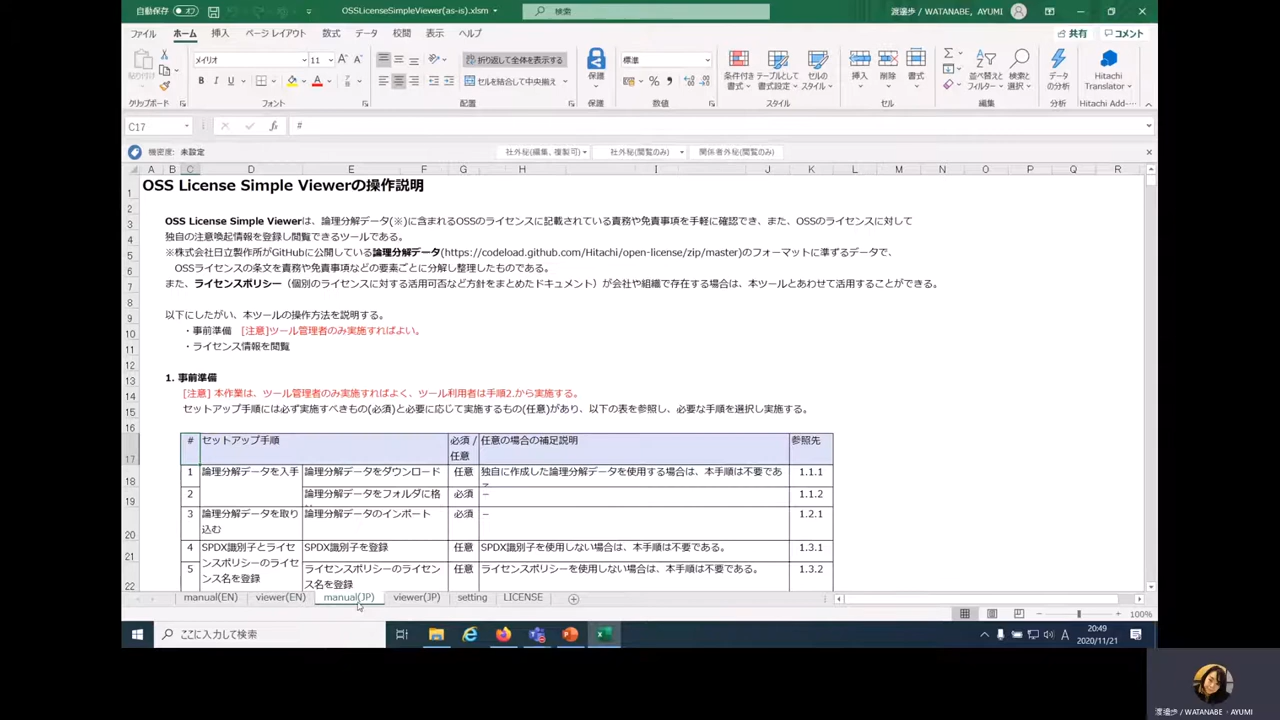 自動保存 オフ OSSLicenseSimpleViewer(as-is).xlsm 検索 渡邊歩 / WATANABE, AYUMI
ファイル ホーム 挿入 ページ レイアウト 数式 データ 校閲 表示 ヘルプ 共有 コメント
貼り付け メイリオ 11 折り返して全体を表示する 標準
B I U セルを結合して中央揃え 保護 条件付き書式 テーブルとして書式設定 セルのスタイル 挿入 削除 書式 並べ替えとフィルター 検索と選択 データの分析 Hitachi Translator
クリップボード フォント 配置 保護 数値 スタイル セル 編集 分析 Hitachi Add-...
C17 fx #
機密度: 未設定 社外秘(編集、複製可) 社外秘(閲覧のみ) 関係者外秘(閲覧のみ)
A B C D E F G H I J K L M N O P Q R
1 OSS License Simple Viewerの操作説明
2
3 OSS License Simple Viewerは、論理分解データ(※)に含まれるOSSのライセンスに記載されている責務や免責事項を手軽に確認でき、また、OSSのライセンスに対して
4 独自の注意喚起情報を登録し閲覧できるツールである。
5 ※株式会社日立製作所がGitHubに公開している論理分解データ(https://codeload.github.com/Hitachi/open-license/zip/master)のフォーマットに準ずるデータで、
6 OSSライセンスの条文を責務や免責事項などの要素ごとに分解し整理したものである。
7 また、ライセンスポリシー（個別のライセンスに対する活用可否など方針をまとめたドキュメント）が会社や組織で存在する場合は、本ツールとあわせて活用することができる。
8
9 以下にしたがい、本ツールの操作方法を説明する。
10 ・事前準備 [注意]ツール管理者のみ実施すればよい。
11 ・ライセンス情報を閲覧
12
13 1. 事前準備
14 [注意] 本作業は、ツール管理者のみ実施すればよく、ツール利用者は手順2.から実施する。
15 セットアップ手順には必ず実施すべきもの(必須)と必要に応じて実施するもの(任意)があり、以下の表を参照し、必要な手順を選択し実施する。
16
17 # セットアップ手順 必須 / 任意 任意の場合の補足説明 参照先
18 1 論理分解データを入手 論理分解データをダウンロード 任意 独自に作成した論理分解データを使用する場合は、本手順は不要であ 1.1.1
19 2 論理分解データをフォルダに格 必須 － 1.1.2
20 3 論理分解データを取り込む 論理分解データのインポート 必須 － 1.2.1
21 4 SPDX識別子とライセンスポリシーのライセンス名を登録 SPDX識別子を登録 任意 SPDX識別子を使用しない場合は、本手順は不要である。 1.3.1
22 5 ライセンスポリシーのライセンス名を登録 任意 ライセンスポリシーを使用しない場合は、本手順は不要である。 1.3.2
manual(EN) viewer(EN) manual(JP) viewer(JP) setting LICENSE
100%
ここに入力して検索 A 20:49
2020/11/21
渡邊歩 / WATANABE・AYUMI